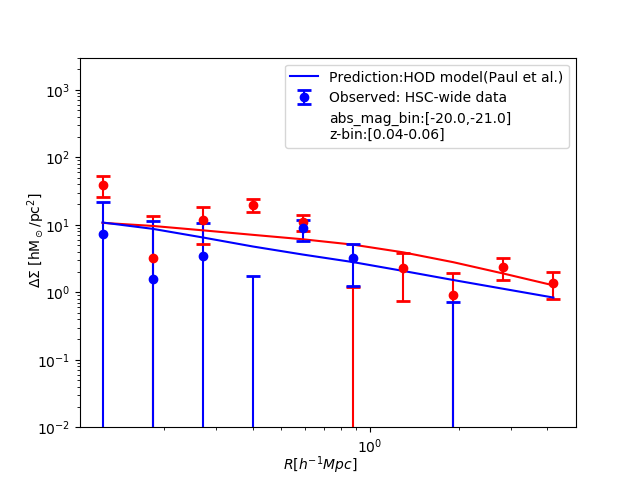 Prediction:HOD model(Paul et al.)
Observed: HSC-wide data
abs_mag_bin:[-20.0,-21.0]
z-bin:[0.04-0.06]
10³
10²
10¹
10⁰
10⁻¹
10⁻²
ΔΣ [hM⊙/pc²]
10⁰
R[h⁻¹Mpc]